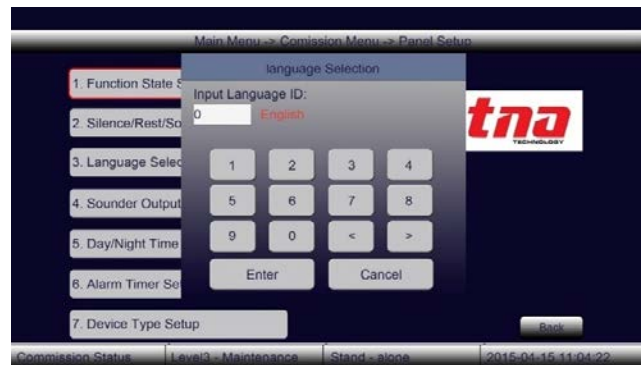 Main Menu -> Comission Menu -> Panel Setup
language Selection
Input Language ID:
0 English
1. Function State S
2. Silence/Rest/So
3. Language Selec
4. Sounder Output
5. Day/Night Time
6. Alarm Timer Se
7. Device Type Setup
tna
TECHNOLOGY
1 2 3 4
5 6 7 8
9 0 < >
Enter Cancel
Back
Commission Status Level3 - Maintenance Stand - alone 2015-04-15 11:04:22